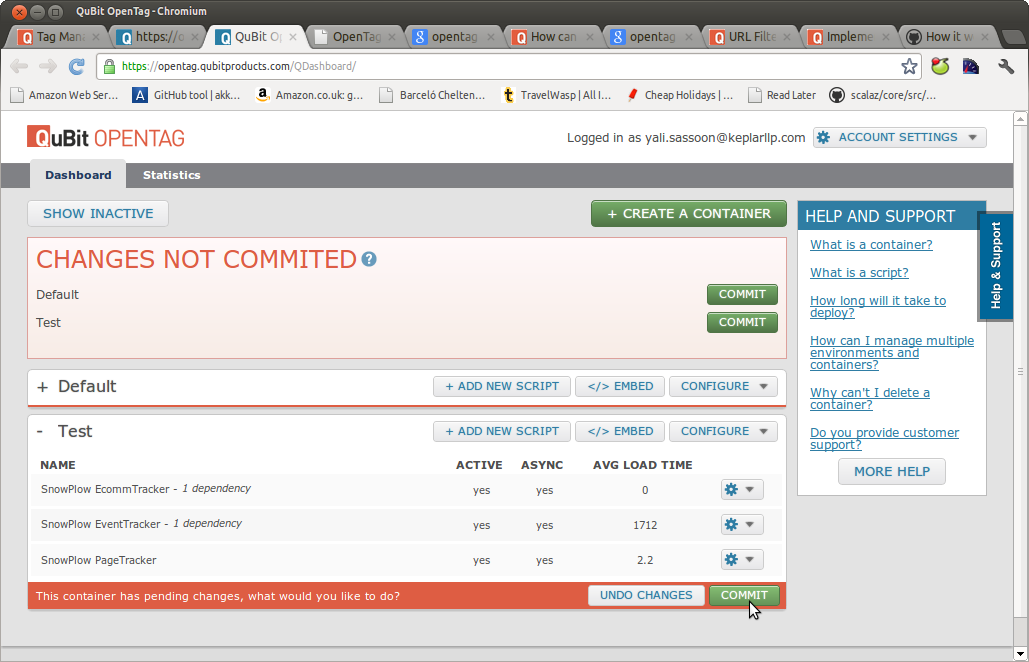 QuBit OpenTag - Chromium
Tag Mana
https://o
QuBit Op
OpenTag
opentag
How can
opentag
URL Filte
Impleme
How it w
https://opentag.qubitproducts.com/QDashboard/
Amazon Web Ser...
GitHub tool | akk...
Amazon.co.uk: g...
Barceló Chelten...
TravelWasp | All I...
Cheap Holidays | ...
Read Later
scalaz/core/src/...
QuBit OPENTAG
Logged in as yali.sassoon@keplarllp.com
ACCOUNT SETTINGS
Dashboard
Statistics
SHOW INACTIVE
+ CREATE A CONTAINER
CHANGES NOT COMMITED ?
Default
COMMIT
Test
COMMIT
+ Default
+ ADD NEW SCRIPT
</> EMBED
CONFIGURE
- Test
+ ADD NEW SCRIPT
</> EMBED
CONFIGURE
NAME ACTIVE ASYNC AVG LOAD TIME
SnowPlow EcommTracker - 1 dependency yes yes 0
SnowPlow EventTracker - 1 dependency yes yes 1712
SnowPlow PageTracker yes yes 2.2
This container has pending changes, what would you like to do?
UNDO CHANGES
COMMIT
HELP AND SUPPORT
What is a container?
What is a script?
How long will it take to
deploy?
How can I manage multiple
environments and
containers?
Why can't I delete a
container?
Do you provide customer
support?
MORE HELP
Help & Support